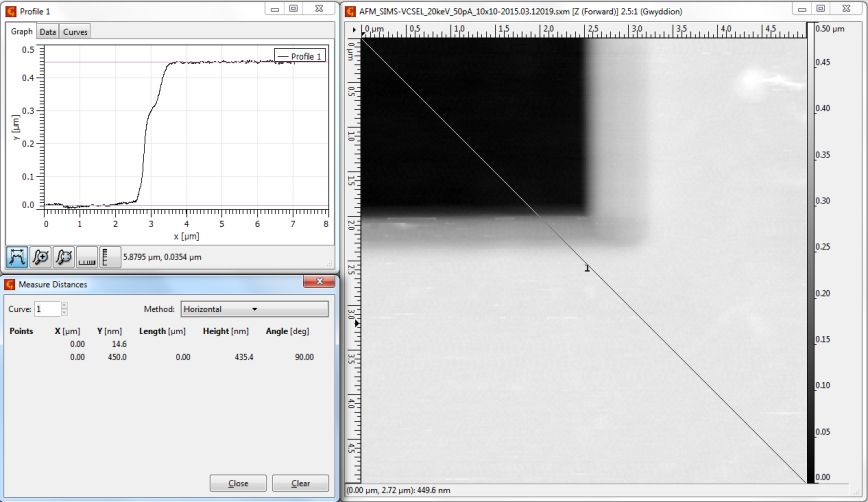 Profile 1
Graph Data Curves
0.5
0.4
0.3
0.2
0.1
0.0
y [µm]
Profile 1
0 1 2 3 4 5 6 7 8
x [µm]
5.8795 µm, 0.0354 µm
Measure Distances
Curve: 1 Method: Horizontal
Points X [µm] Y [nm] Length [µm] Height [nm] Angle [deg]
0.00 14.6
0.00 450.0 0.00 435.4 90.00
Close Clear
AFM_SIMS-VCSEL_20keV_50pA_10x10-2015.03.12019.sxm [Z (Forward)] 2.5:1 (Gwyddion)
0 µm 0.5 1.0 1.5 2.0 2.5 3.0 3.5 4.0 4.5
0 µm
0.5
1.0
1.5
2.0
2.5
3.0
3.5
4.0
4.5
1
0.50 µm
0.45
0.40
0.35
0.30
0.25
0.20
0.15
0.10
0.05
0.00
(0.00 µm, 2.72 µm): 449.6 nm